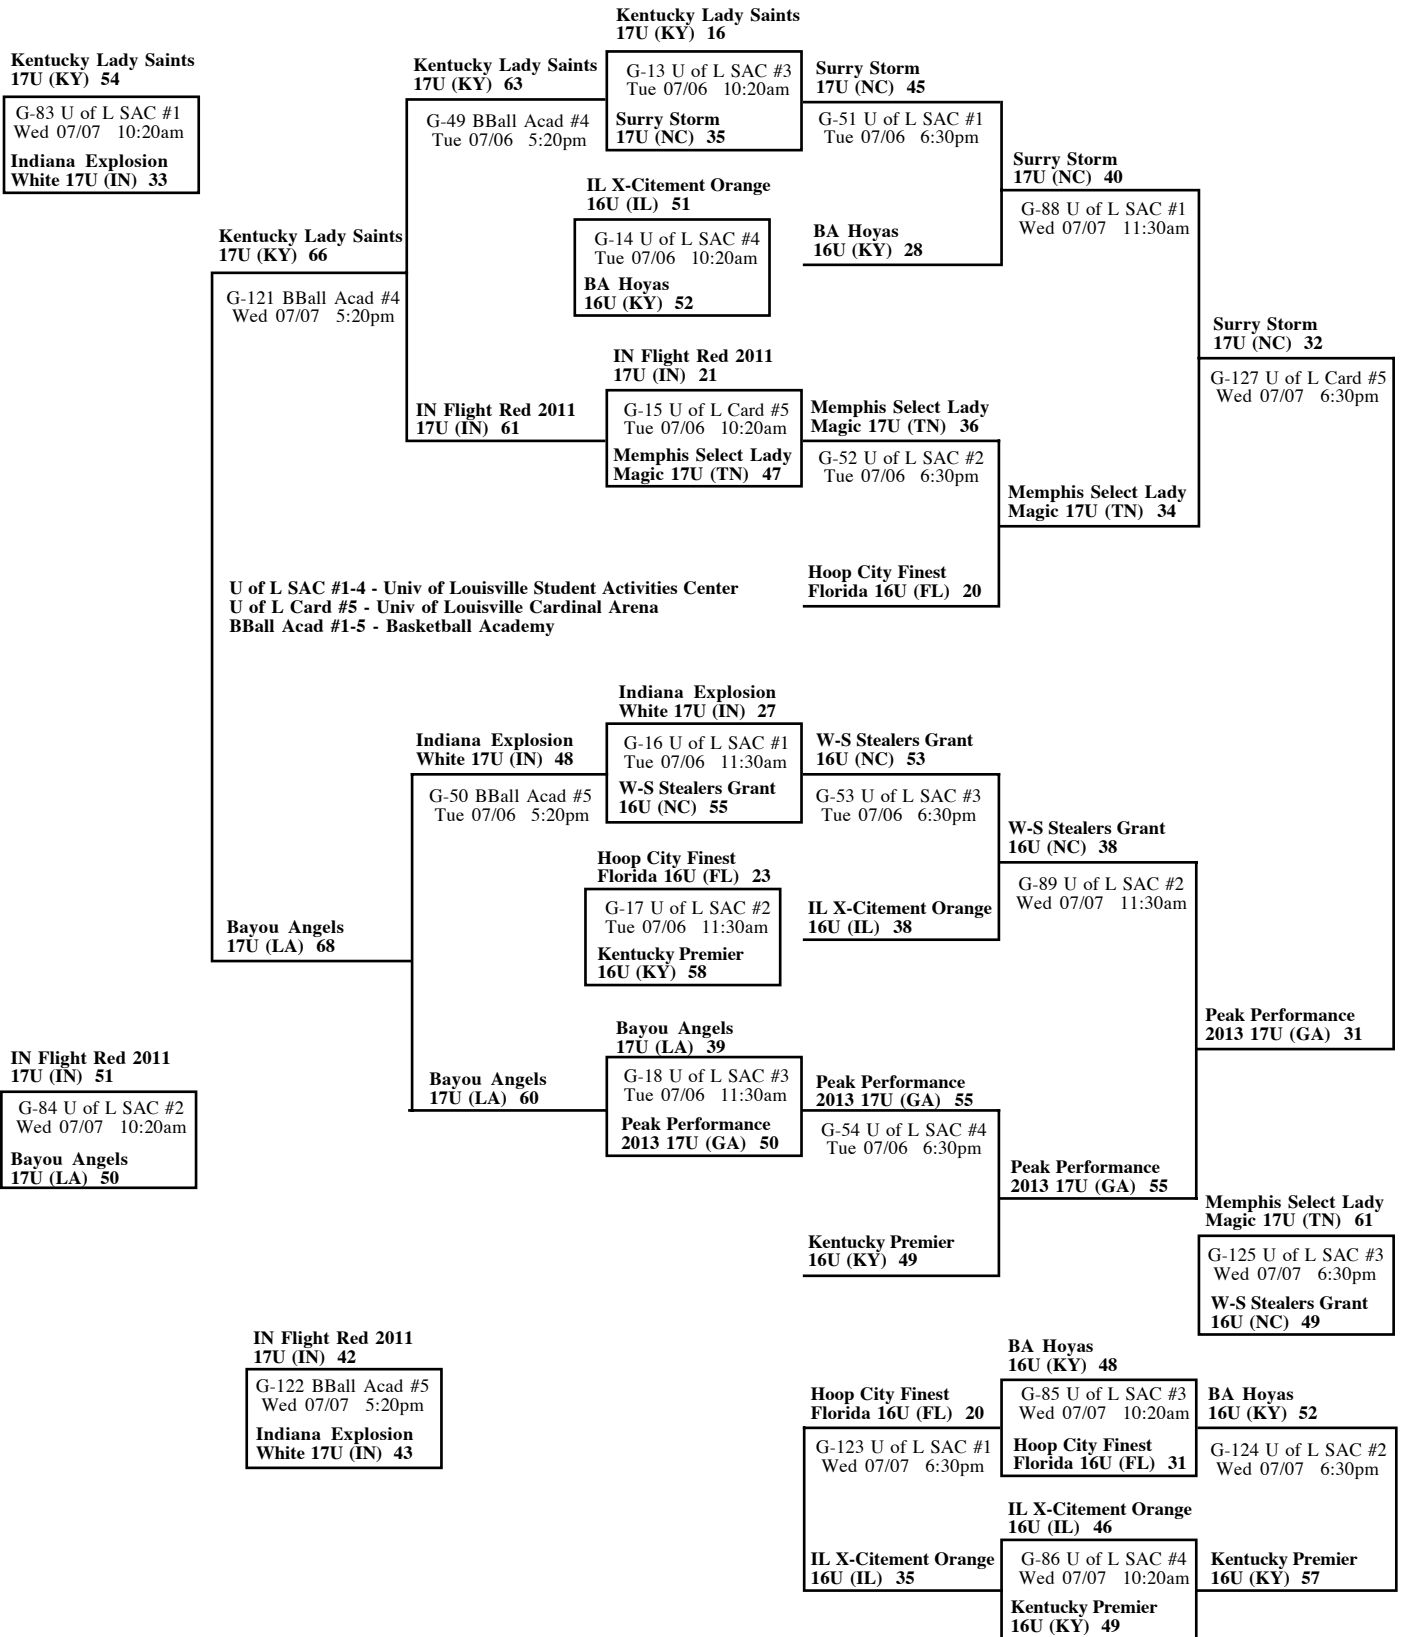 Kentucky Lady Saints
17U (KY) 16
Kentucky Lady Saints
17U (KY) 54
G-83 U of L SAC #1
Wed 07/07 10:20am
Indiana Explosion
White 17U (IN) 33
Kentucky Lady Saints
17U (KY) 63
G-13 U of L SAC #3
Tue 07/06 10:20am
Surry Storm
17U (NC) 35
Surry Storm
17U (NC) 45
G-49 BBall Acad #4
Tue 07/06 5:20pm
G-51 U of L SAC #1
Tue 07/06 6:30pm
Surry Storm
17U (NC) 40
IL X-Citement Orange
16U (IL) 51
G-14 U of L SAC #4
Tue 07/06 10:20am
BA Hoyas
16U (KY) 52
G-88 U of L SAC #1
Wed 07/07 11:30am
BA Hoyas
16U (KY) 28
Kentucky Lady Saints
17U (KY) 66
G-121 BBall Acad #4
Wed 07/07 5:20pm
Surry Storm
17U (NC) 32
G-127 U of L Card #5
Wed 07/07 6:30pm
IN Flight Red 2011
17U (IN) 21
IN Flight Red 2011
17U (IN) 61
G-15 U of L Card #5
Tue 07/06 10:20am
Memphis Select Lady
Magic 17U (TN) 47
Memphis Select Lady
Magic 17U (TN) 36
G-52 U of L SAC #2
Tue 07/06 6:30pm
Memphis Select Lady
Magic 17U (TN) 34
Hoop City Finest
Florida 16U (FL) 20
U of L SAC #1-4 - Univ of Louisville Student Activities Center
U of L Card #5 - Univ of Louisville Cardinal Arena
BBall Acad #1-5 - Basketball Academy
Indiana Explosion
White 17U (IN) 27
Indiana Explosion
White 17U (IN) 48
G-16 U of L SAC #1
Tue 07/06 11:30am
W-S Stealers Grant
16U (NC) 55
W-S Stealers Grant
16U (NC) 53
G-50 BBall Acad #5
Tue 07/06 5:20pm
G-53 U of L SAC #3
Tue 07/06 6:30pm
W-S Stealers Grant
16U (NC) 38
Hoop City Finest
Florida 16U (FL) 23
G-17 U of L SAC #2
Tue 07/06 11:30am
Kentucky Premier
16U (KY) 58
G-89 U of L SAC #2
Wed 07/07 11:30am
IL X-Citement Orange
16U (IL) 38
Bayou Angels
17U (LA) 68
Peak Performance
2013 17U (GA) 31
Bayou Angels
17U (LA) 39
IN Flight Red 2011
17U (IN) 51
G-84 U of L SAC #2
Wed 07/07 10:20am
Bayou Angels
17U (LA) 50
Bayou Angels
17U (LA) 60
G-18 U of L SAC #3
Tue 07/06 11:30am
Peak Performance
2013 17U (GA) 50
Peak Performance
2013 17U (GA) 55
G-54 U of L SAC #4
Tue 07/06 6:30pm
Peak Performance
2013 17U (GA) 55
Kentucky Premier
16U (KY) 49
Memphis Select Lady
Magic 17U (TN) 61
G-125 U of L SAC #3
Wed 07/07 6:30pm
W-S Stealers Grant
16U (NC) 49
IN Flight Red 2011
17U (IN) 42
G-122 BBall Acad #5
Wed 07/07 5:20pm
Indiana Explosion
White 17U (IN) 43
BA Hoyas
16U (KY) 48
Hoop City Finest
Florida 16U (FL) 20
G-85 U of L SAC #3
Wed 07/07 10:20am
Hoop City Finest
Florida 16U (FL) 31
BA Hoyas
16U (KY) 52
G-123 U of L SAC #1
Wed 07/07 6:30pm
G-124 U of L SAC #2
Wed 07/07 6:30pm
IL X-Citement Orange
16U (IL) 46
IL X-Citement Orange
16U (IL) 35
G-86 U of L SAC #4
Wed 07/07 10:20am
Kentucky Premier
16U (KY) 49
Kentucky Premier
16U (KY) 57